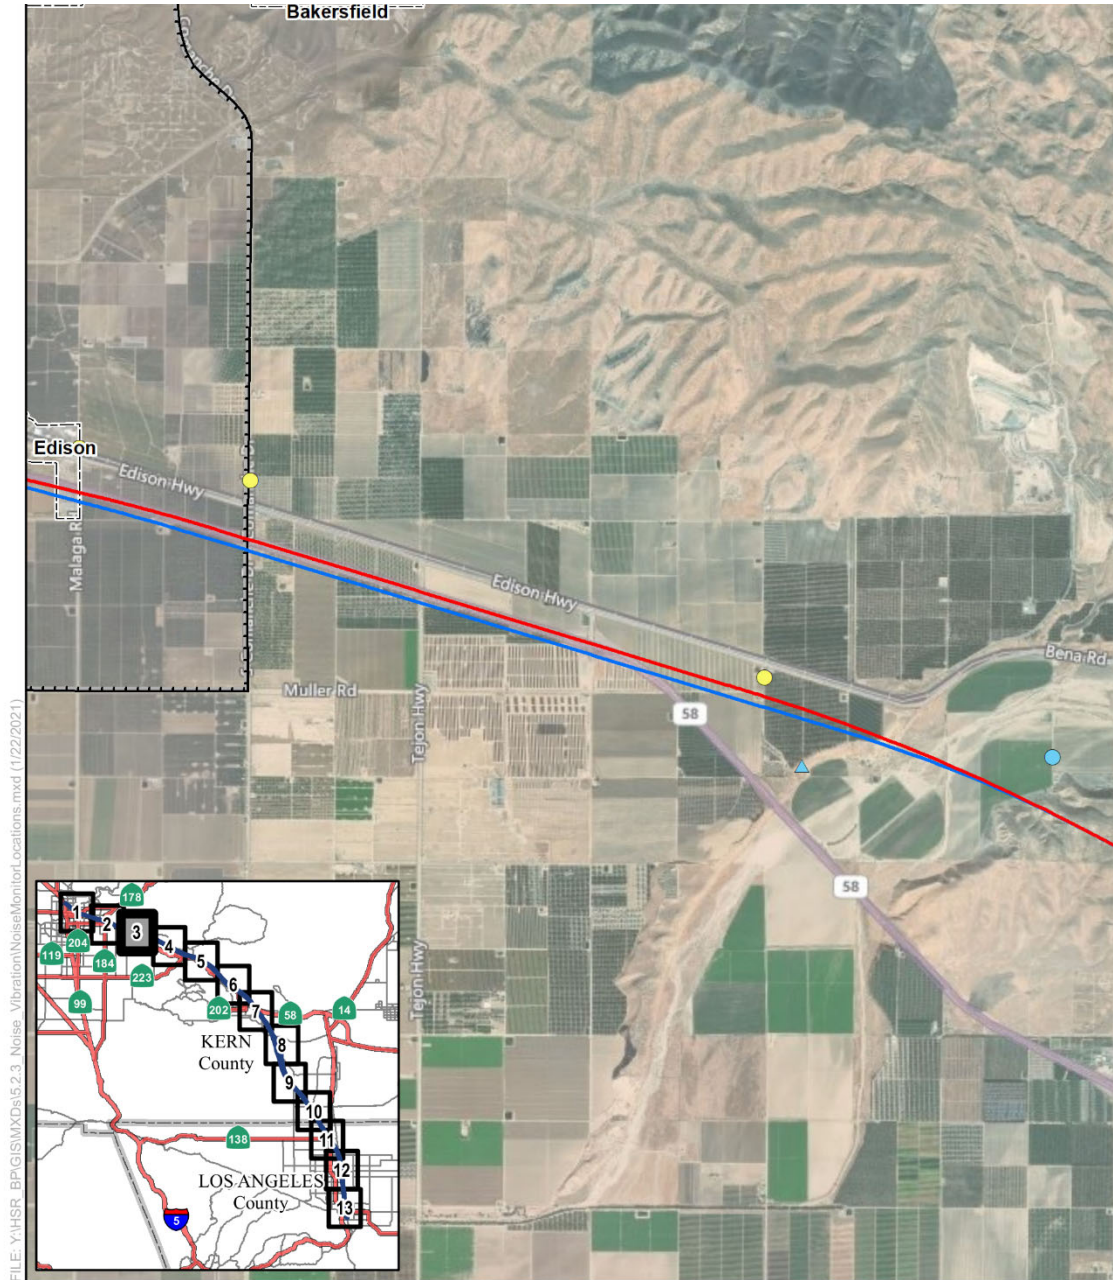 Bakersfield
Comanche Dr
Edison
Edison Hwy
Malaga Rd
Edison Hwy
Bena Rd
Muller Rd
Tejon Hwy
58
58
Tejon Hwy
178
1
2
3
4
5
6
7
8
9
10
11
12
13
204
119
184
223
99
202
58
14
KERN
County
138
LOS ANGELES
County
5
FILE: Y:\HSR_BP\GIS\MXDs\5.2.3_Noise_Vibration\NoiseMonitorLocations.mxd (1/22/2021)